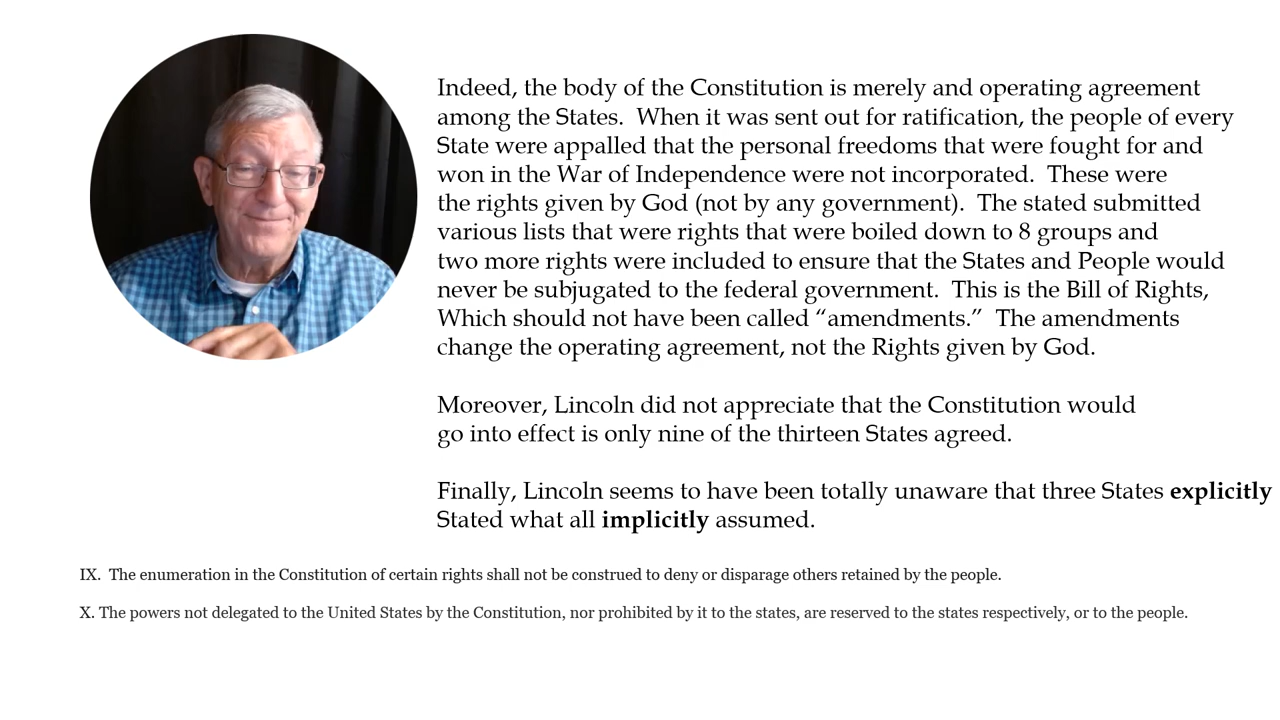 Indeed, the body of the Constitution is merely and operating agreement
among the States.  When it was sent out for ratification, the people of every
State were appalled that the personal freedoms that were fought for and
won in the War of Independence were not incorporated.  These were
the rights given by God (not by any government).  The stated submitted
various lists that were rights that were boiled down to 8 groups and
two more rights were included to ensure that the States and People would
never be subjugated to the federal government.  This is the Bill of Rights,
Which should not have been called “amendments.”  The amendments
change the operating agreement, not the Rights given by God.
Moreover, Lincoln did not appreciate that the Constitution would
go into effect is only nine of the thirteen States agreed.
Finally, Lincoln seems to have been totally unaware that three States explicitly
Stated what all implicitly assumed.
IX.  The enumeration in the Constitution of certain rights shall not be construed to deny or disparage others retained by the people.
X. The powers not delegated to the United States by the Constitution, nor prohibited by it to the states, are reserved to the states respectively, or to the people.